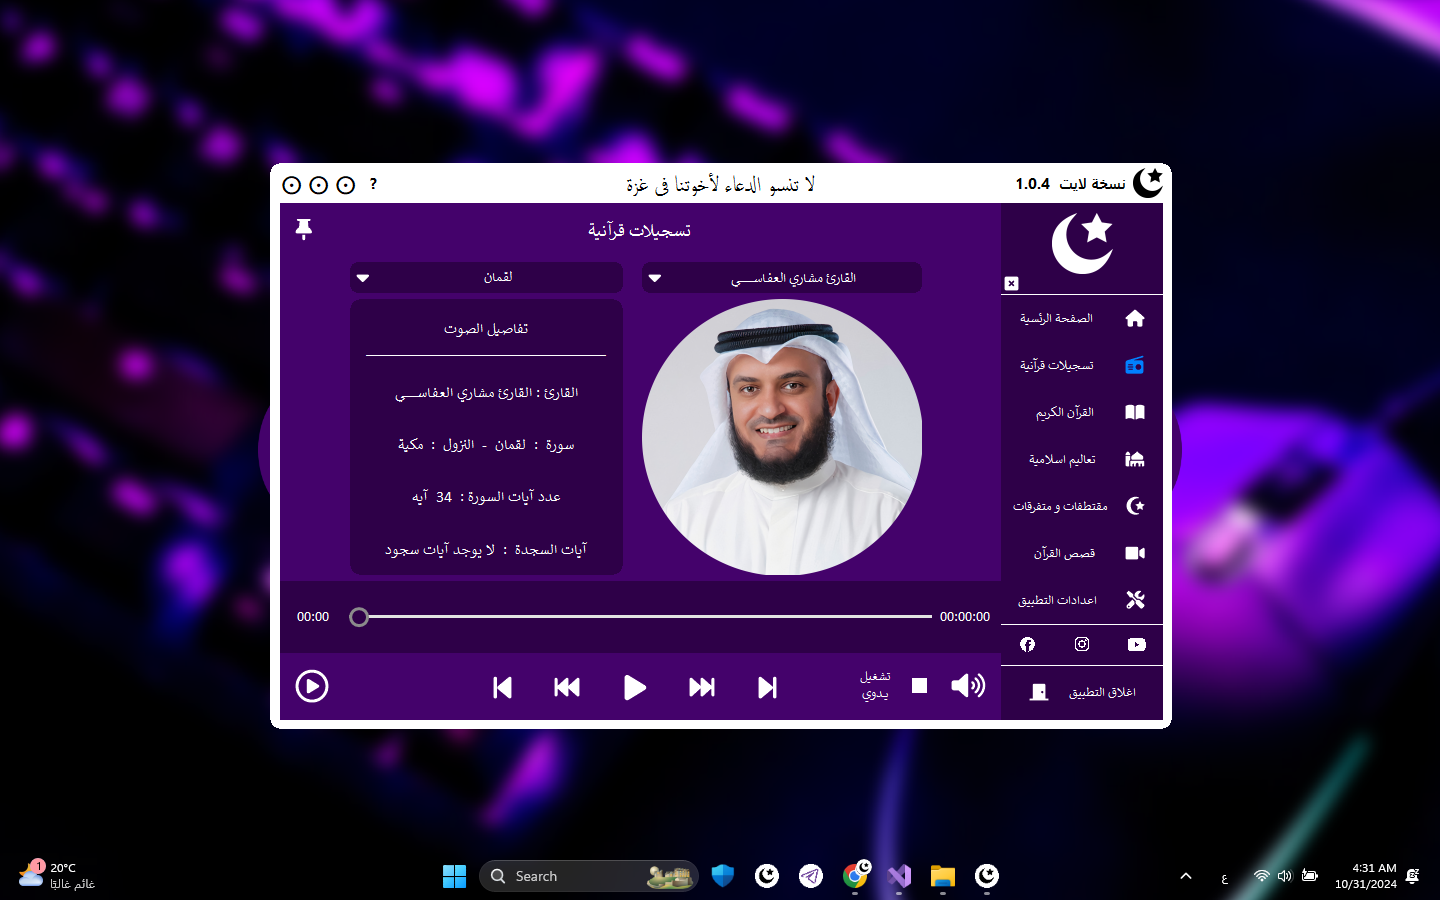 نسخة لايت 1.0.4
لا تنسو الدعاء لأخوتنا في غزة
?
تسجيلات قرآنية
القارئ مشاري العفاســـي
لقمان
تفاصيل الصوت
القارئ : القارئ مشاري العفاســـي
سورة : لقمان - النزول : مكية
عدد آيات السورة : 34 آيه
آيات السجدة : لا يوجد آيات سجود
الصفحة الرئسية
تسجيلات قرآنية
القرآن الكريم
تعاليم اسلامية
مقتطفات و متفرقات
قصص القرآن
اعدادات التطبيق
اغلاق التطبيق
00:00
00:00:00
تشغيل
يدوي
1
20°C
غائم غالبًا
Search
ع
4:31 AM
10/31/2024